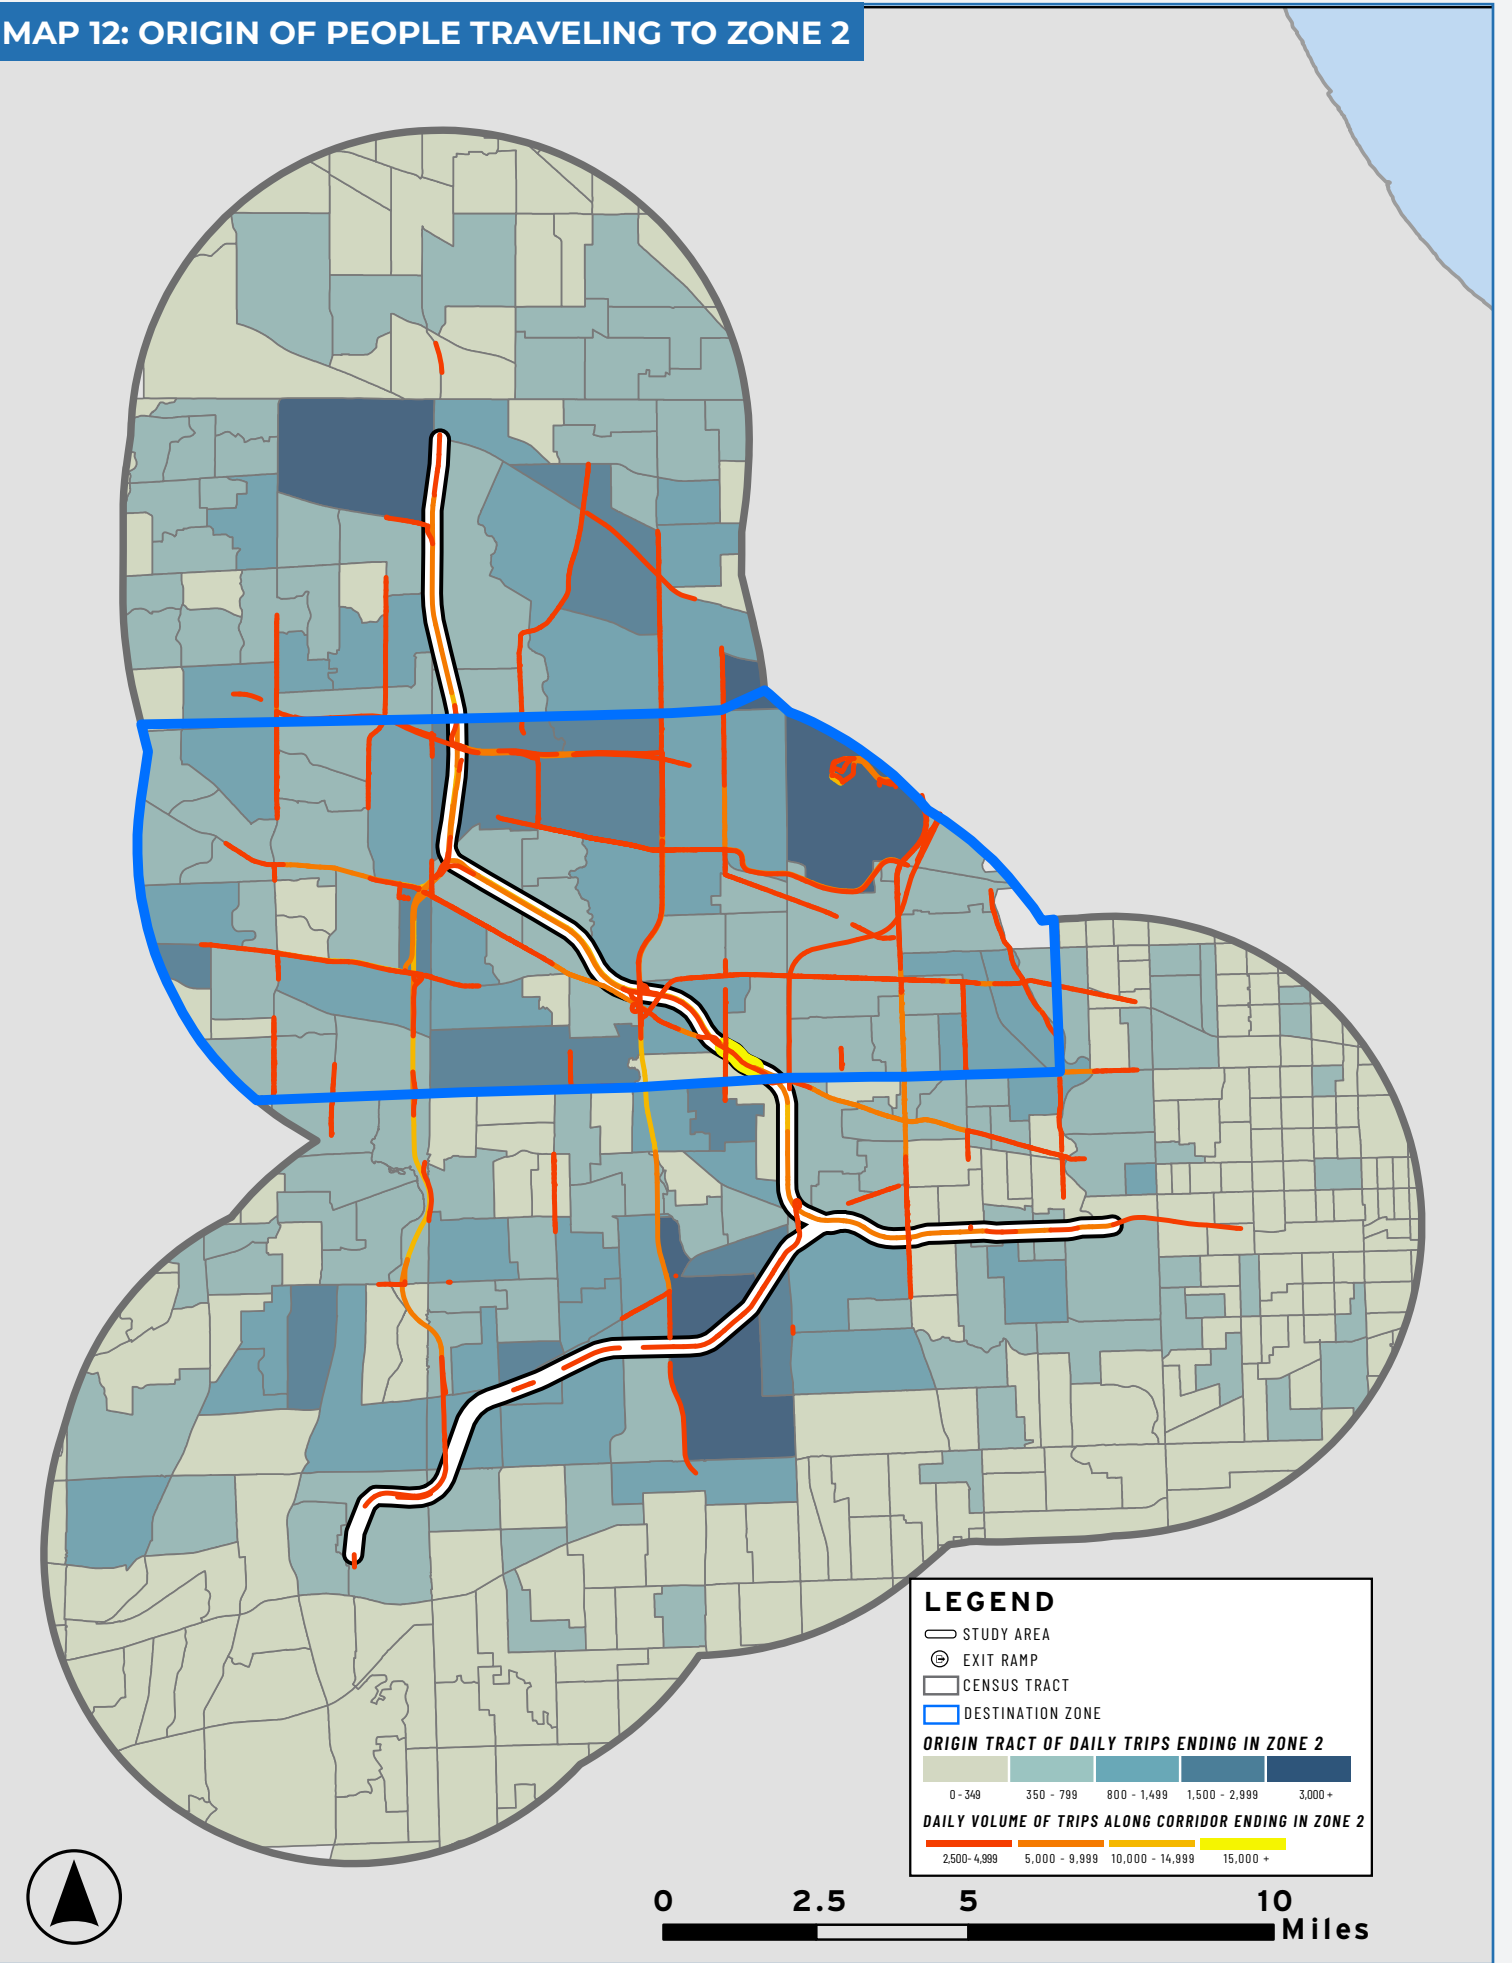 MAP 12: ORIGIN OF PEOPLE TRAVELING TO ZONE 2
LEGEND
STUDY AREA
EXIT RAMP
CENSUS TRACT
DESTINATION ZONE
ORIGIN TRACT OF DAILY TRIPS ENDING IN ZONE 2
0 - 349 350 - 799 800 - 1,499 1,500 - 2,999 3,000 +
DAILY VOLUME OF TRIPS ALONG CORRIDOR ENDING IN ZONE 2
2,500- 4,999 5,000 - 9,999 10,000 - 14,999 15,000 +
0 2.5 5 10
Miles